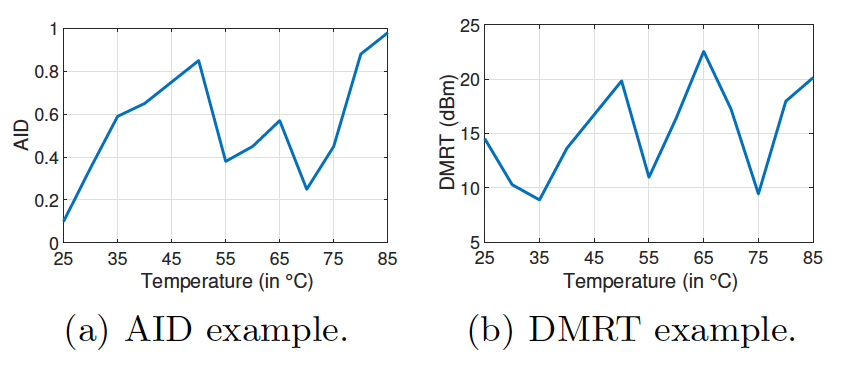 1
0.8
0.6
0.4
0.2
0
AID
25 35 45 55 65 75 85
Temperature (in °C)
(a) AID example.
25
20
15
10
5
DMRT (dBm)
25 35 45 55 65 75 85
Temperature (in °C)
(b) DMRT example.